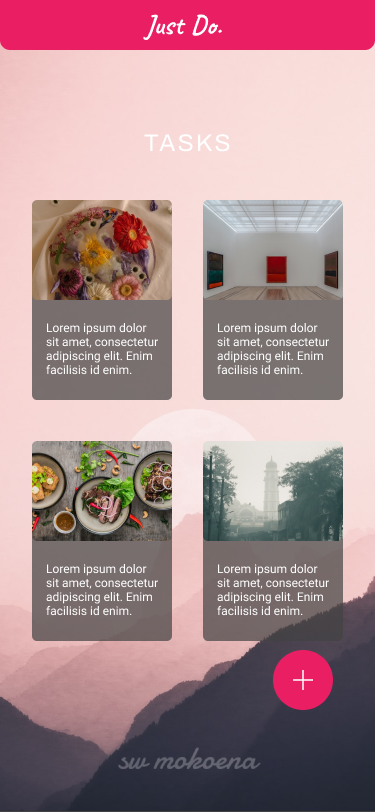 Just Do.
TASKS
Lorem ipsum dolor
sit amet, consectetur
adipiscing elit. Enim
facilisis id enim.
Lorem ipsum dolor
sit amet, consectetur
adipiscing elit. Enim
facilisis id enim.
Lorem ipsum dolor
sit amet, consectetur
adipiscing elit. Enim
facilisis id enim.
Lorem ipsum dolor
sit amet, consectetur
adipiscing elit. Enim
facilisis id enim.
sw mokoena